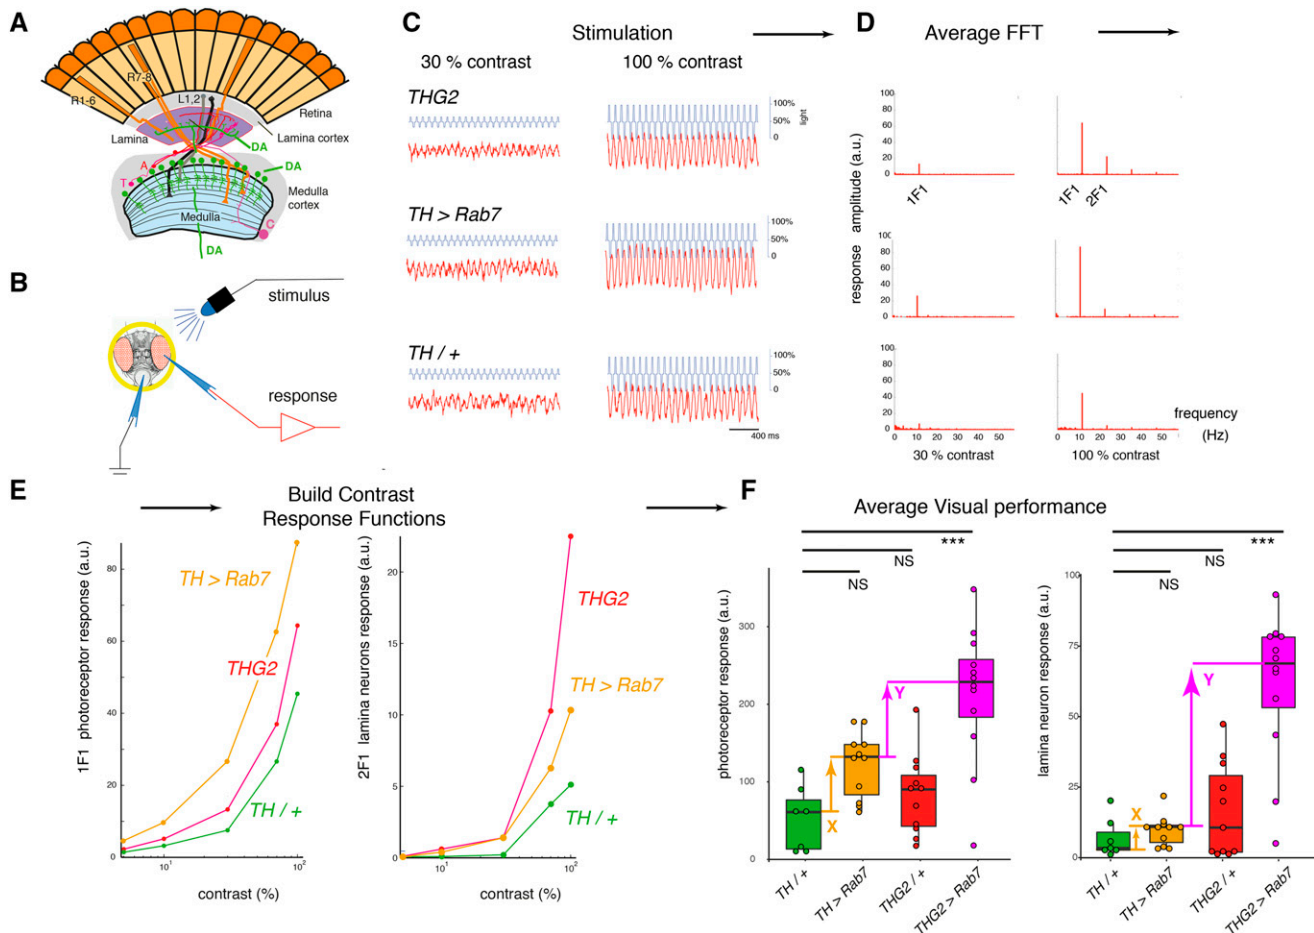 A
R1-6
R7-8
L1,2
Retina
Lamina cortex
Lamina
DA
A
DA
T
Medulla
cortex
Medulla
C
DA
B
stimulus
response
C
Stimulation
30 % contrast
100 % contrast
THG2
100%
50%
0
light
TH > Rab7
100%
50%
0
TH / +
100%
50%
0
400 ms
D
Average FFT
response amplitude (a.u.)
100
80
60
40
20
0
1F1
1F1
2F1
100
80
60
40
20
0
100
80
60
40
20
0
0 10 20 30 40 50
0 10 20 30 40 50
frequency
(Hz)
30 % contrast
100 % contrast
E
Build Contrast
Response Functions
1F1 photoreceptor response (a.u.)
80
60
40
20
0
TH > Rab7
THG2
TH / +
10¹
10²
contrast (%)
2F1 lamina neurons response (a.u.)
20
15
10
5
0
THG2
TH > Rab7
TH / +
10¹
10²
contrast (%)
F
Average Visual performance
***
NS
NS
photoreceptor response (a.u.)
300
200
100
0
X
Y
TH / +
TH > Rab7
THG2 / +
THG2 > Rab7
***
NS
NS
lamina neuron response (a.u.)
100
75
50
25
0
X
Y
TH / +
TH > Rab7
THG2 / +
THG2 > Rab7